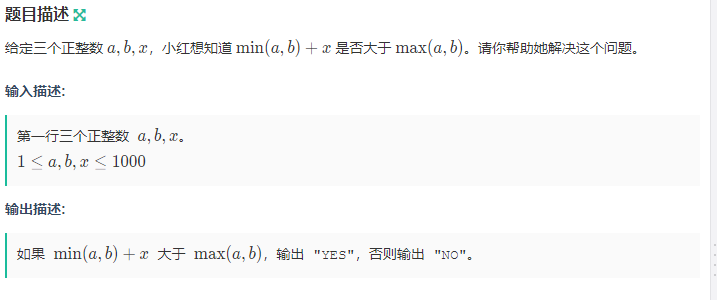 题目描述
给定三个正整数 a, b, x，小红想知道 min(a, b) + x 是否大于 max(a, b)。请你帮助她解决这个问题。
输入描述:
第一行三个正整数 a, b, x。
1 ≤ a, b, x ≤ 1000
输出描述:
如果 min(a, b) + x 大于 max(a, b)，输出 "YES"，否则输出 "NO"。